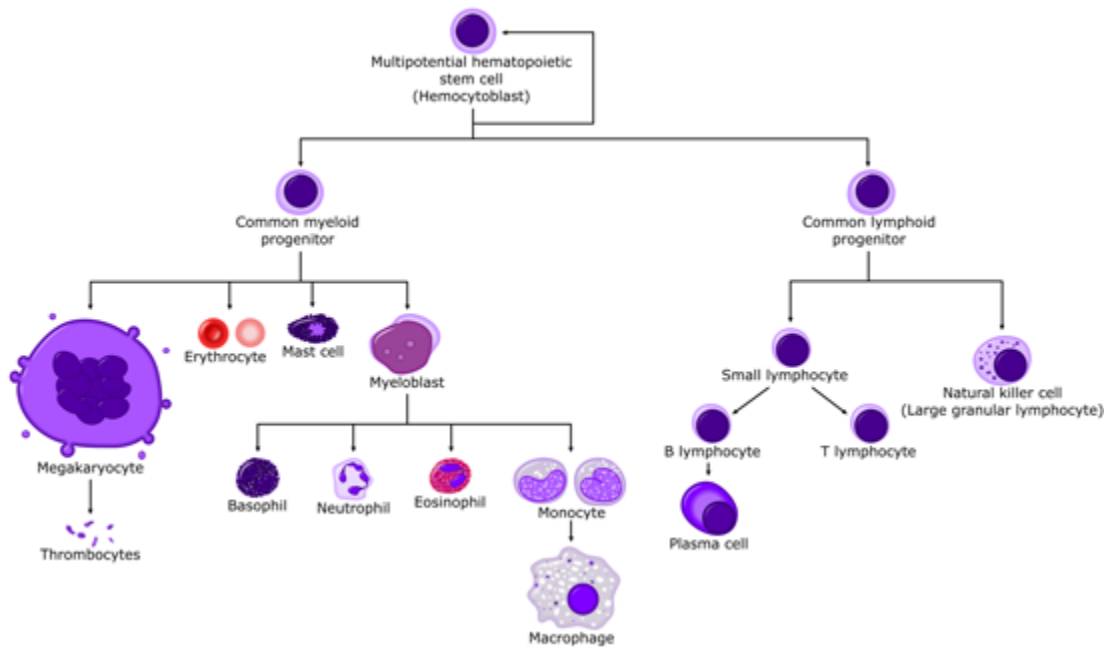 Multipotential hematopoietic
stem cell
(Hemocytoblast)
Common myeloid
progenitor
Common lymphoid
progenitor
Erythrocyte
Mast cell
Myeloblast
Small lymphocyte
Natural killer cell
(Large granular lymphocyte)
Megakaryocyte
Basophil
Neutrophil
Eosinophil
Monocyte
B lymphocyte
T lymphocyte
Thrombocytes
Plasma cell
Macrophage